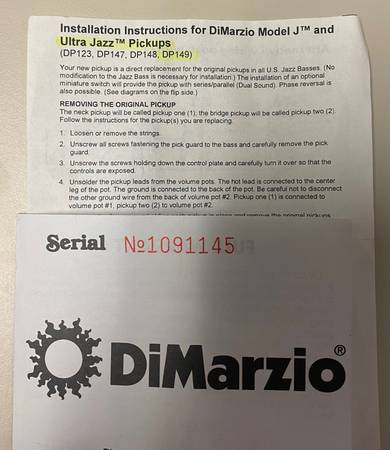 Installation Instructions for DiMarzio Model J™ and
Ultra Jazz™ Pickups
(DP123, DP147, DP148, DP149)
Your new pickup is a direct replacement for the original pickups in all U.S. Jazz Basses. (No
modification to the Jazz Bass is necessary for installation.) The installation of an optional
miniature switch will provide the pickup with series/parallel (Dual Sound). Phase reversal is
also possible. (See diagrams on the flip side.)
REMOVING THE ORIGINAL PICKUP
The neck pickup will be called pickup one (1); the bridge pickup will be called pickup two (2).
Follow the instructions for the pickup(s) you are replacing.
1. Loosen or remove the strings.
2. Unscrew all screws fastening the pick guard to the bass and carefully remove the pick
guard.
3. Unscrew the screws holding down the control plate and carefully turn it over so that the
controls are exposed.
4. Unsolder the pickup leads from the volume pots. The hot lead is connected to the center
leg of the pot. The ground is connected to the back of the pot. Be careful not to disconnect
the other ground wire from the back of volume pot #2. Pickup one (1) is connected to
volume pot #1, pickup two (2) to volume pot #2.
Serial №1091145
DiMarzio®